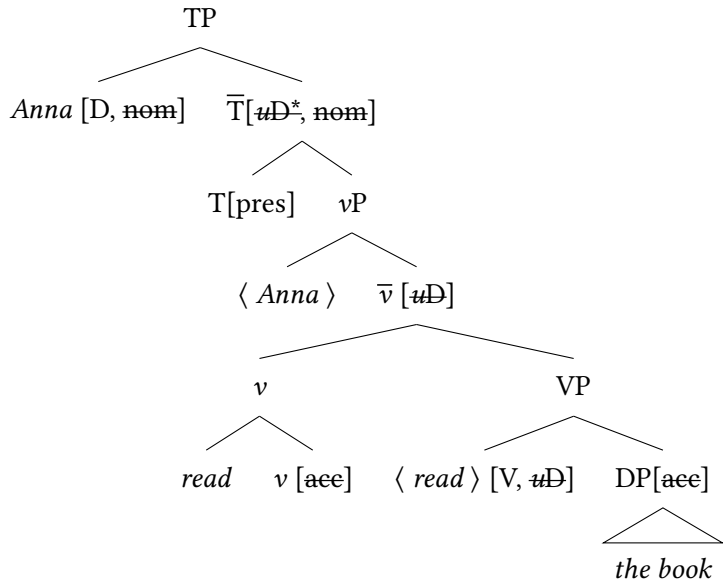 TP
Anna [D, nom] T̅[uD*, nom]
T[pres] vP
⟨ Anna ⟩ v̅ [uD]
v VP
read v [acc] ⟨ read ⟩ [V, uD] DP[acc]
the book